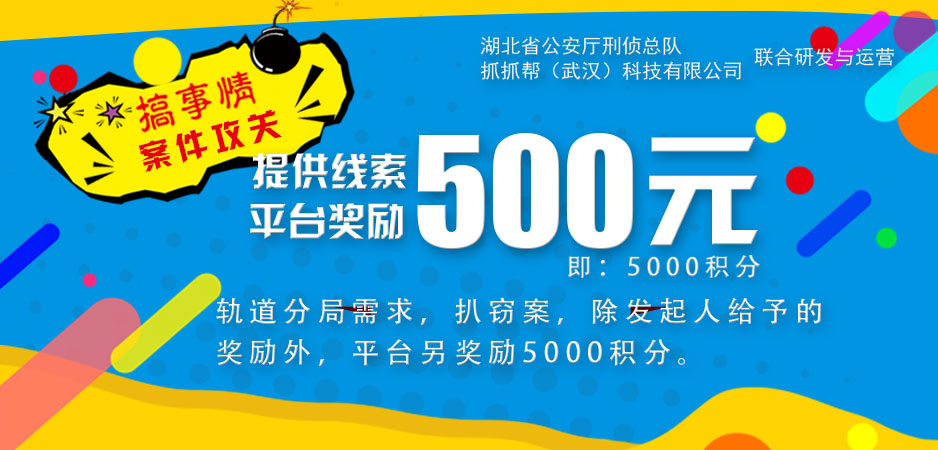 湖北省公安厅刑侦总队
抓抓帮（武汉）科技有限公司
联合研发与运营
搞事情
案件攻关
提供线索
平台奖励
500元
即：5000积分
轨道分局需求，扒窃案，除发起人给予的
奖励外，平台另奖励5000积分。